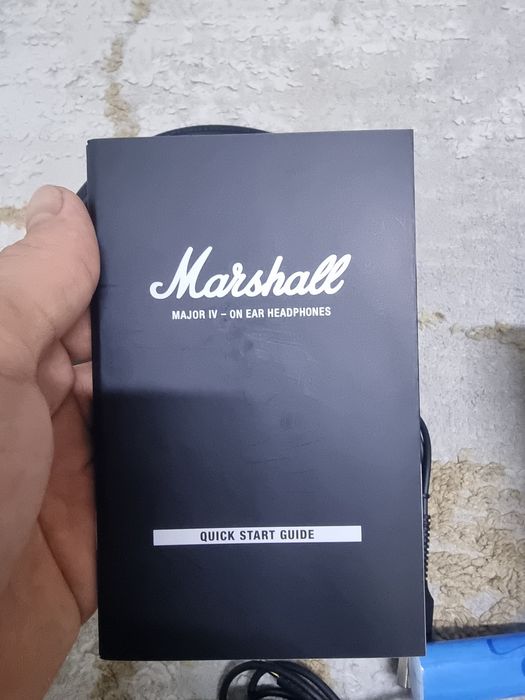 Marshall
MAJOR IV – ON EAR HEADPHONES
QUICK START GUIDE